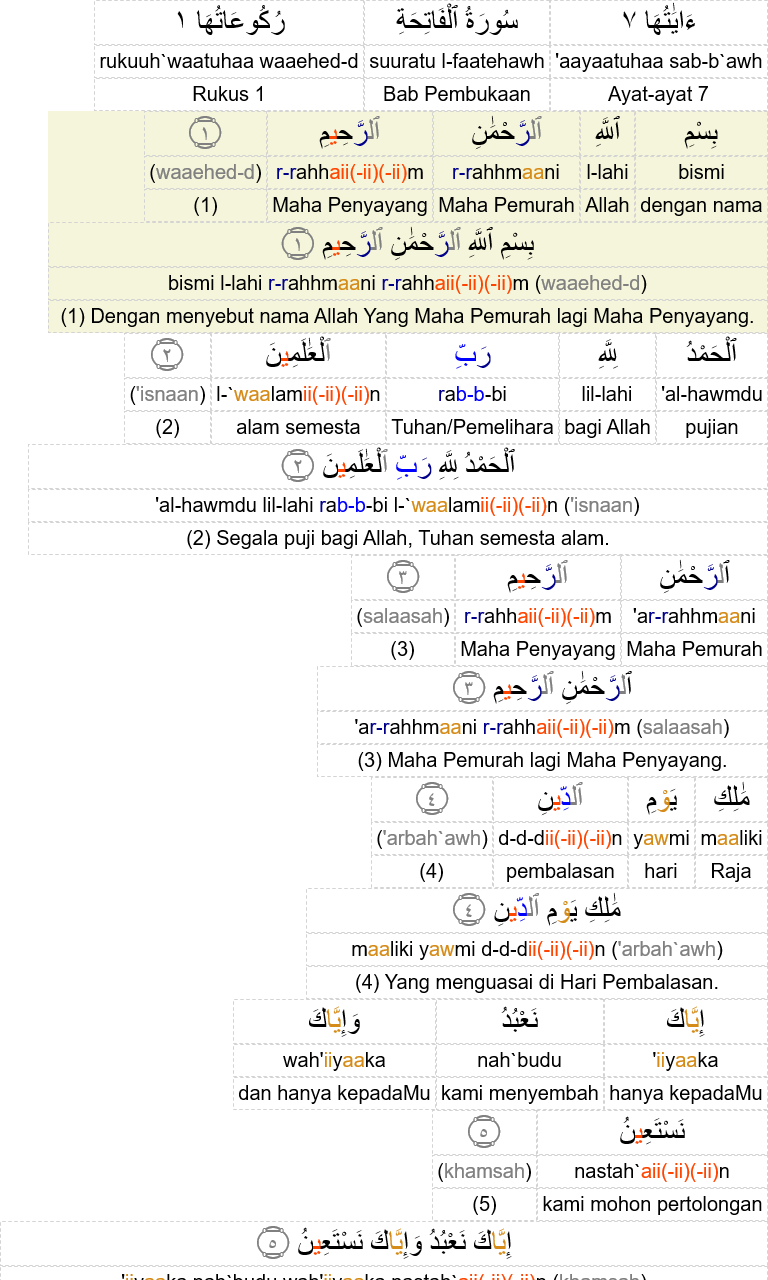 ءَايَٰتُهَا ٧ سُورَةُ ٱلْفَاتِحَةِ رُكُوعَاتُهَا ١
'aayaatuhaa sab-b`awh suuratu l-faatehawh rukuuh`waatuhaa waaehed-d
Ayat-ayat 7 Bab Pembukaan Rukus 1
بِسْمِ ٱللَّهِ ٱلرَّحْمَٰنِ ٱلرَّحِيمِ ١
bismi l-lahi r-rahhmaani r-rahhaii(-ii)(-ii)m (waaehed-d)
dengan nama Allah Maha Pemurah Maha Penyayang (1)
بِسْمِ ٱللَّهِ ٱلرَّحْمَٰنِ ٱلرَّحِيمِ ١
bismi l-lahi r-rahhmaani r-rahhaii(-ii)(-ii)m (waaehed-d)
(1) Dengan menyebut nama Allah Yang Maha Pemurah lagi Maha Penyayang.
ٱلْحَمْدُ لِلَّهِ رَبِّ ٱلْعَٰلَمِينَ ٢
'al-hawmdu lil-lahi rab-b-bi l-`waalamii(-ii)(-ii)n ('isnaan)
pujian bagi Allah Tuhan/Pemelihara alam semesta (2)
ٱلْحَمْدُ لِلَّهِ رَبِّ ٱلْعَٰلَمِينَ ٢
'al-hawmdu lil-lahi rab-b-bi l-`waalamii(-ii)(-ii)n ('isnaan)
(2) Segala puji bagi Allah, Tuhan semesta alam.
ٱلرَّحْمَٰنِ ٱلرَّحِيمِ ٣
'ar-rahhmaani r-rahhaii(-ii)(-ii)m (salaasah)
Maha Pemurah Maha Penyayang (3)
ٱلرَّحْمَٰنِ ٱلرَّحِيمِ ٣
'ar-rahhmaani r-rahhaii(-ii)(-ii)m (salaasah)
(3) Maha Pemurah lagi Maha Penyayang.
مَٰلِكِ يَوْمِ ٱلدِّينِ ٤
maaliki yawmi d-d-dii(-ii)(-ii)n ('arbah`awh)
Raja hari pembalasan (4)
مَٰلِكِ يَوْمِ ٱلدِّينِ ٤
maaliki yawmi d-d-dii(-ii)(-ii)n ('arbah`awh)
(4) Yang menguasai di Hari Pembalasan.
إِيَّاكَ نَعْبُدُ وَإِيَّاكَ
'iiyaaka nah`budu wah'iiyaaka
hanya kepadaMu kami menyembah dan hanya kepadaMu
نَسْتَعِينُ ٥
nastah`aii(-ii)(-ii)n (khamsah)
kami mohon pertolongan (5)
إِيَّاكَ نَعْبُدُ وَإِيَّاكَ نَسْتَعِينُ ٥
'iiyaaka nah`budu wah'iiyaaka nastah`aii(-ii)(-ii)n (khamsah)